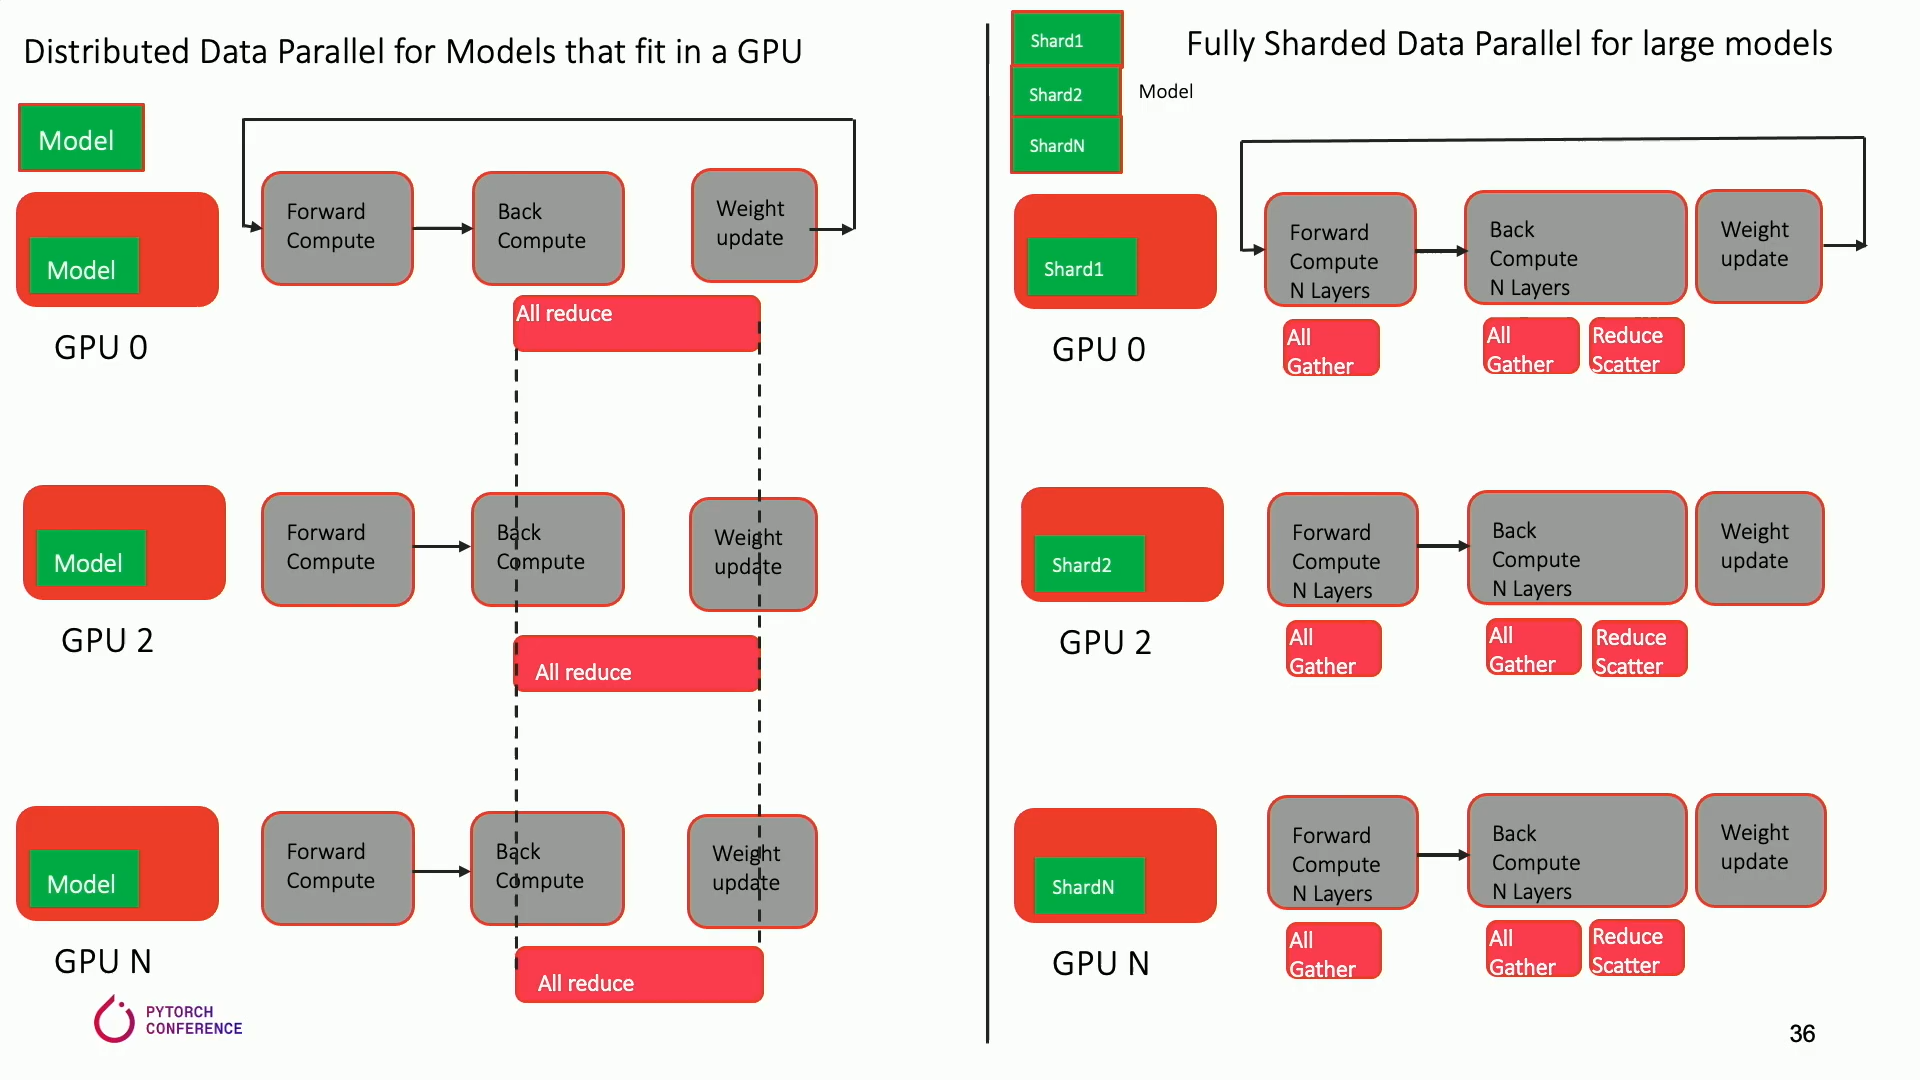 Distributed Data Parallel for Models that fit in a GPU
Model
Model
GPU 0
Forward
Compute
Back
Compute
Weight
update
All reduce
Model
GPU 2
Forward
Compute
Back
Compute
Weight
update
All reduce
Model
GPU N
Forward
Compute
Back
Compute
Weight
update
All reduce
PYTORCH
CONFERENCE
Fully Sharded Data Parallel for large models
Shard1
Shard2
ShardN
Model
Shard1
GPU 0
Forward
Compute
N Layers
Back
Compute
N Layers
Weight
update
All
Gather
All
Gather
Reduce
Scatter
Shard2
GPU 2
Forward
Compute
N Layers
Back
Compute
N Layers
Weight
update
All
Gather
All
Gather
Reduce
Scatter
ShardN
GPU N
Forward
Compute
N Layers
Back
Compute
N Layers
Weight
update
All
Gather
All
Gather
Reduce
Scatter
36